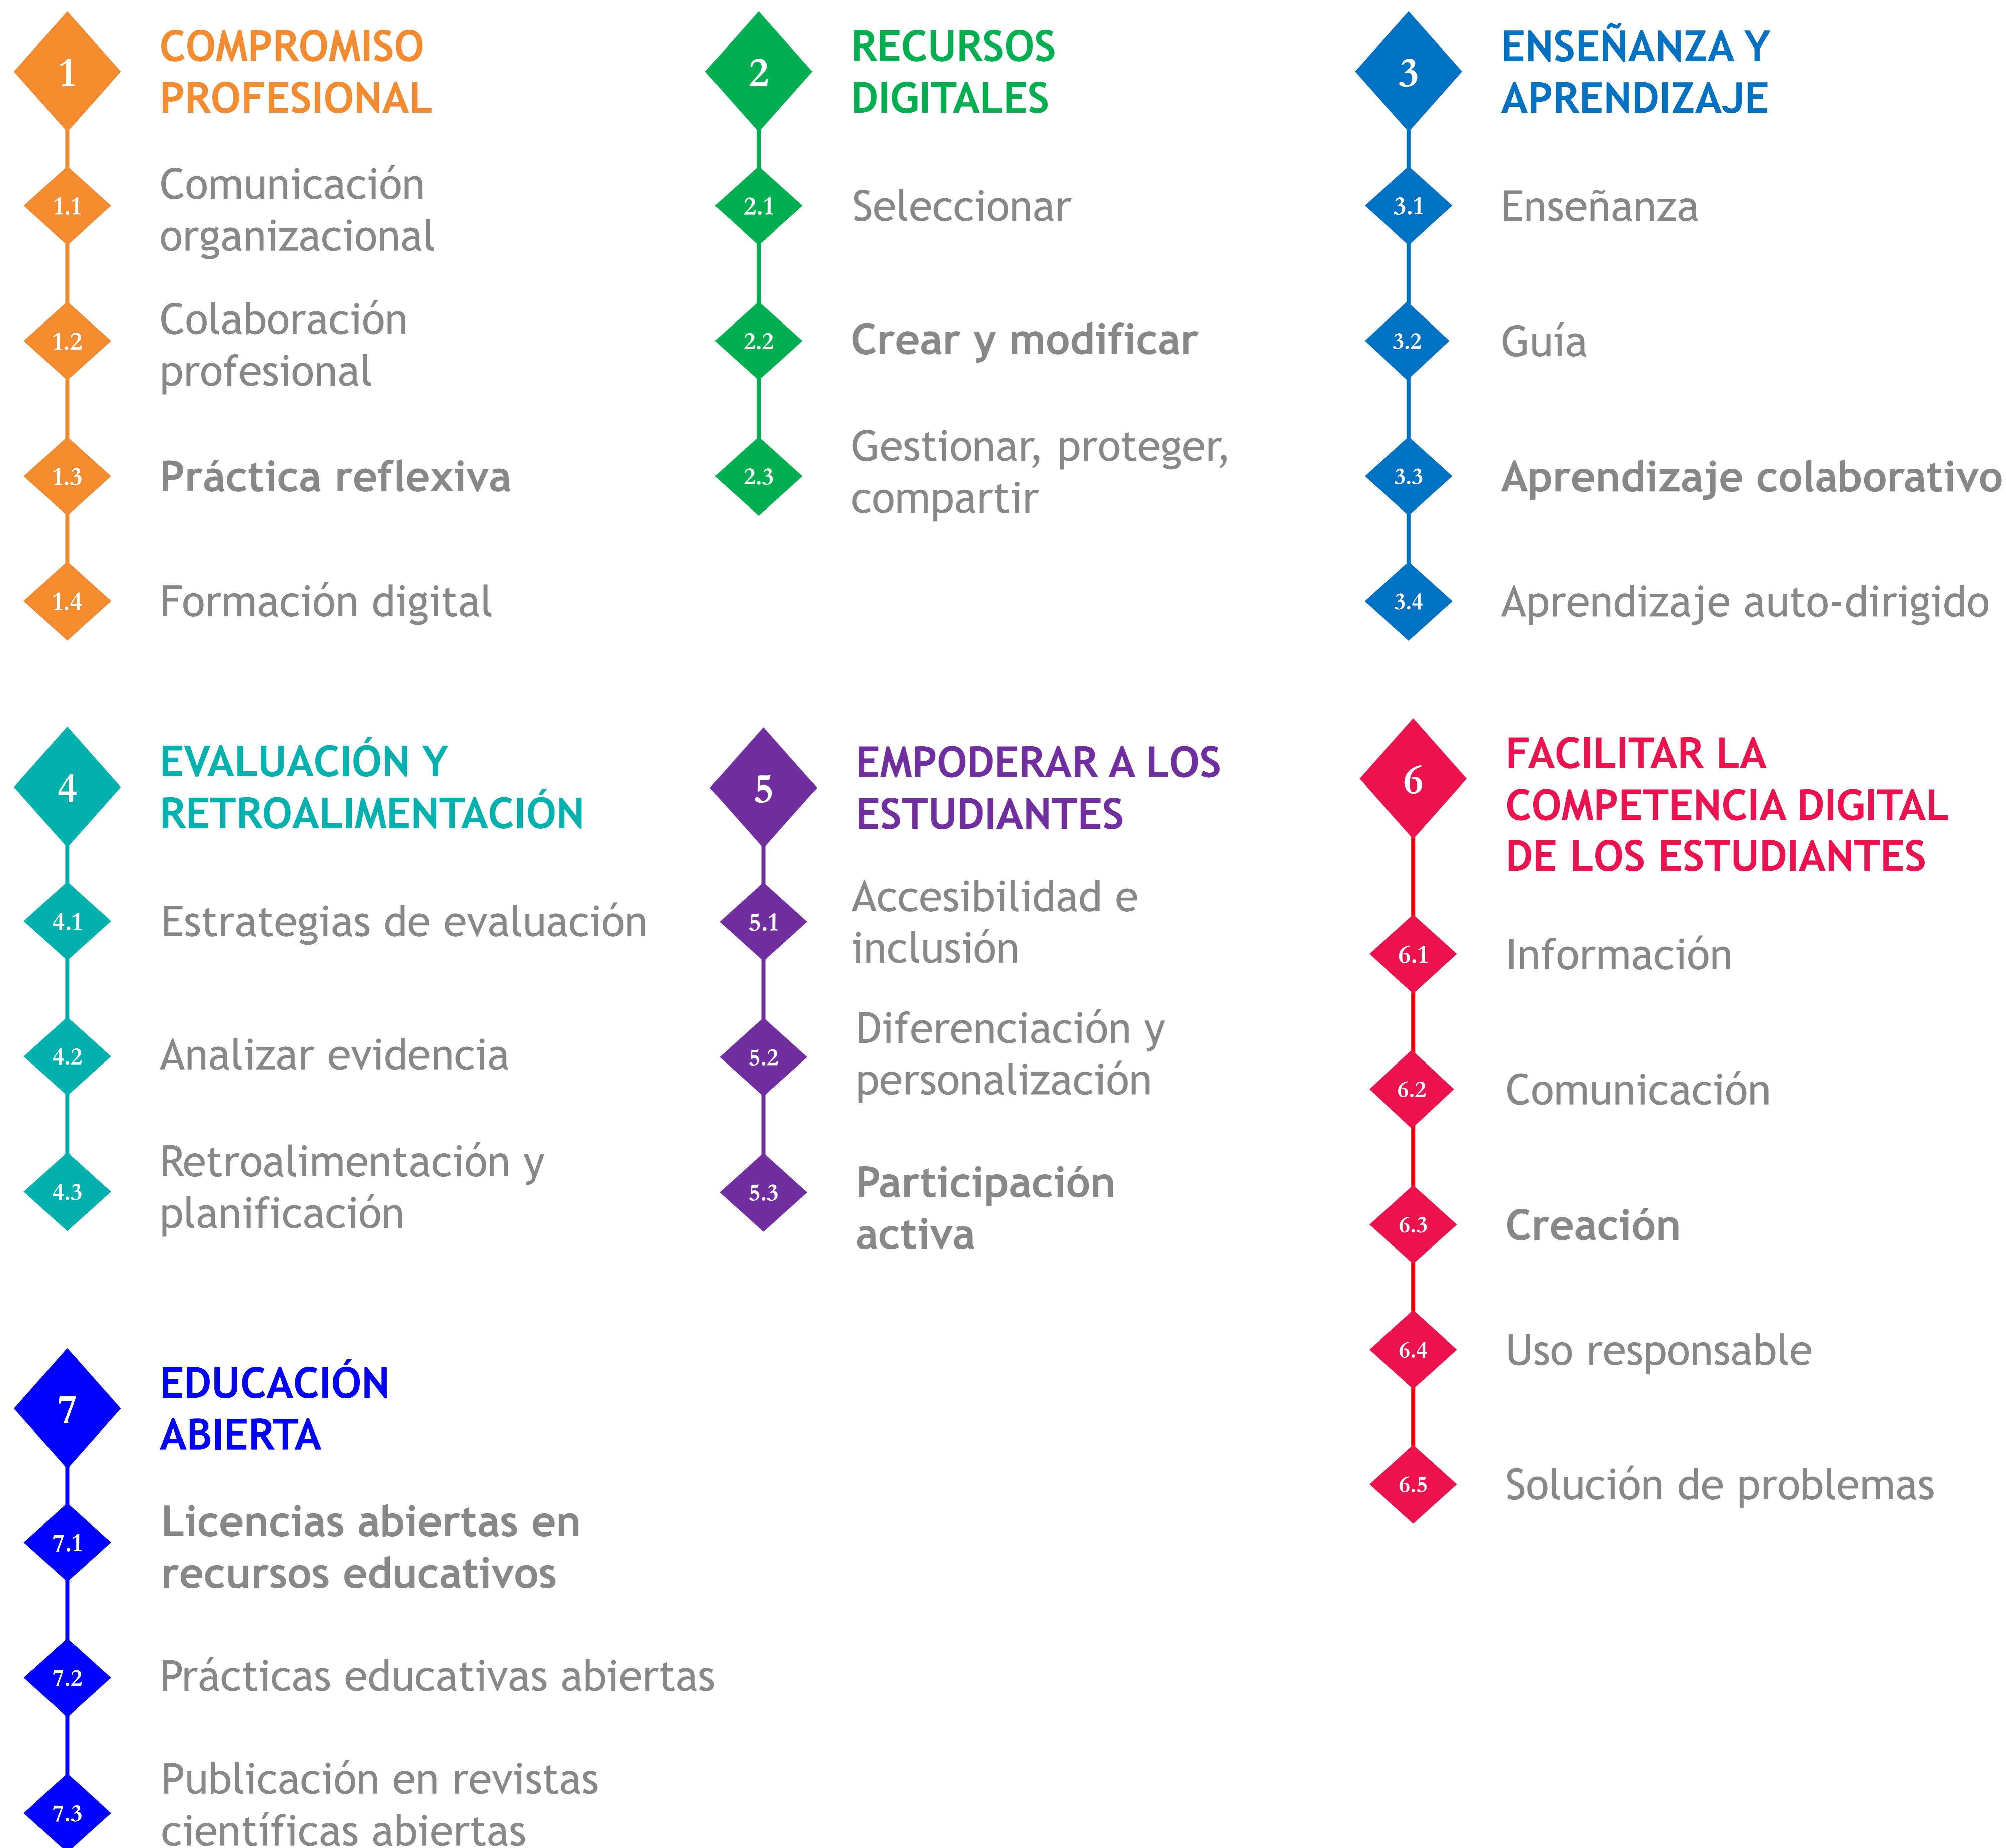 1
COMPROMISO
PROFESIONAL
1.1
Comunicación
organizacional
1.2
Colaboración
profesional
1.3
Práctica reflexiva
1.4
Formación digital
2
RECURSOS
DIGITALES
2.1
Seleccionar
2.2
Crear y modificar
2.3
Gestionar, proteger,
compartir
3
ENSEÑANZA Y
APRENDIZAJE
3.1
Enseñanza
3.2
Guía
3.3
Aprendizaje colaborativo
3.4
Aprendizaje auto-dirigido
4
EVALUACIÓN Y
RETROALIMENTACIÓN
4.1
Estrategias de evaluación
4.2
Analizar evidencia
4.3
Retroalimentación y
planificación
5
EMPODERAR A LOS
ESTUDIANTES
5.1
Accesibilidad e
inclusión
5.2
Diferenciación y
personalización
5.3
Participación
activa
6
FACILITAR LA
COMPETENCIA DIGITAL
DE LOS ESTUDIANTES
6.1
Información
6.2
Comunicación
6.3
Creación
6.4
Uso responsable
6.5
Solución de problemas
7
EDUCACIÓN
ABIERTA
7.1
Licencias abiertas en
recursos educativos
7.2
Prácticas educativas abiertas
7.3
Publicación en revistas
científicas abiertas